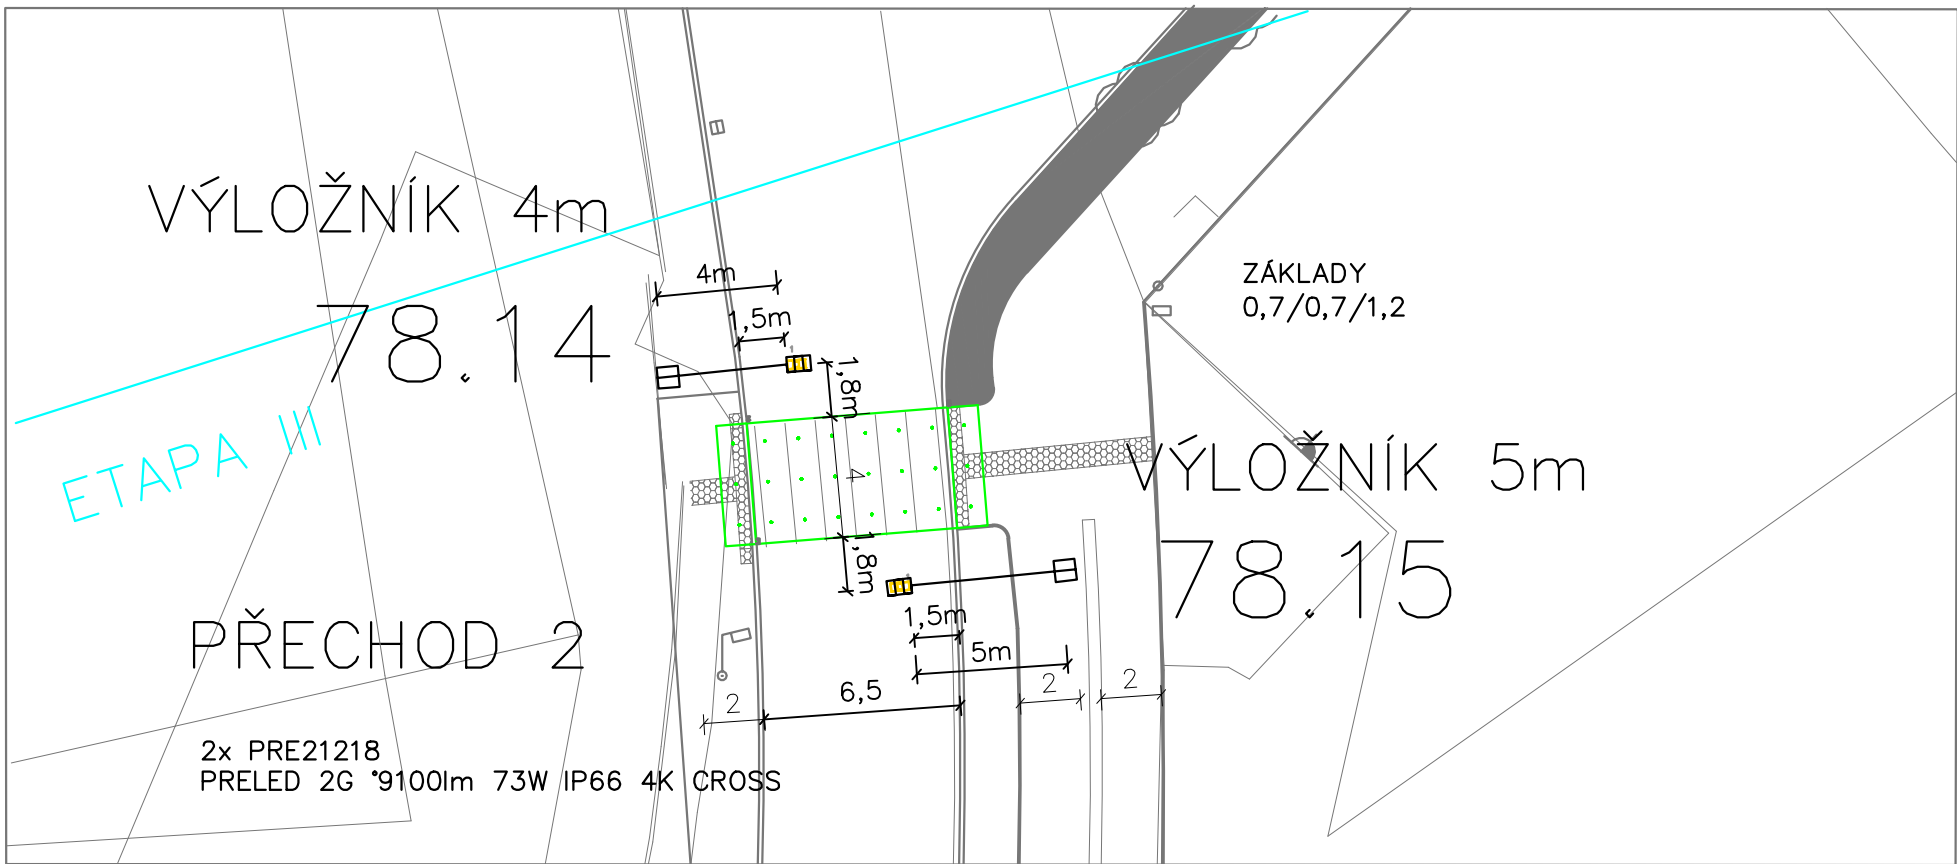 VÝLOŽNÍK 4m
78.14
4m
1,5m
1,8m
ZÁKLADY
0,7/0,7/1,2
ETAPA III
4
VÝLOŽNÍK 5m
78.15
1,8m
1,5m
5m
PŘECHOD 2
2
6,5
2
2
2x PRE21218
PRELED 2G °9100lm 73W IP66 4K CROSS